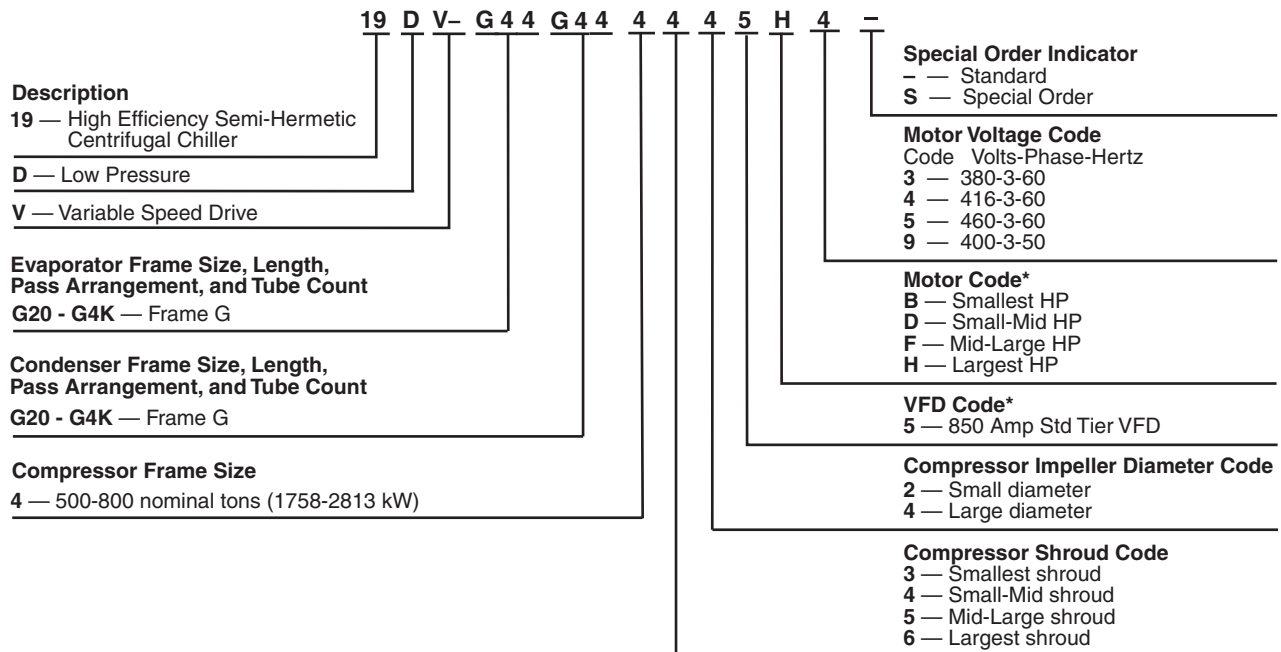 19 D V– G 4 4 G 4 4 4 4 4 5 H 4 –
Description
19 — High Efficiency Semi-Hermetic
Centrifugal Chiller
D — Low Pressure
V — Variable Speed Drive
Evaporator Frame Size, Length,
Pass Arrangement, and Tube Count
G20 - G4K — Frame G
Condenser Frame Size, Length,
Pass Arrangement, and Tube Count
G20 - G4K — Frame G
Compressor Frame Size
4 — 500-800 nominal tons (1758-2813 kW)
Special Order Indicator
– — Standard
S — Special Order
Motor Voltage Code
Code Volts-Phase-Hertz
3 — 380-3-60
4 — 416-3-60
5 — 460-3-60
9 — 400-3-50
Motor Code*
B — Smallest HP
D — Small-Mid HP
F — Mid-Large HP
H — Largest HP
VFD Code*
5 — 850 Amp Std Tier VFD
Compressor Impeller Diameter Code
2 — Small diameter
4 — Large diameter
Compressor Shroud Code
3 — Smallest shroud
4 — Small-Mid shroud
5 — Mid-Large shroud
6 — Largest shroud